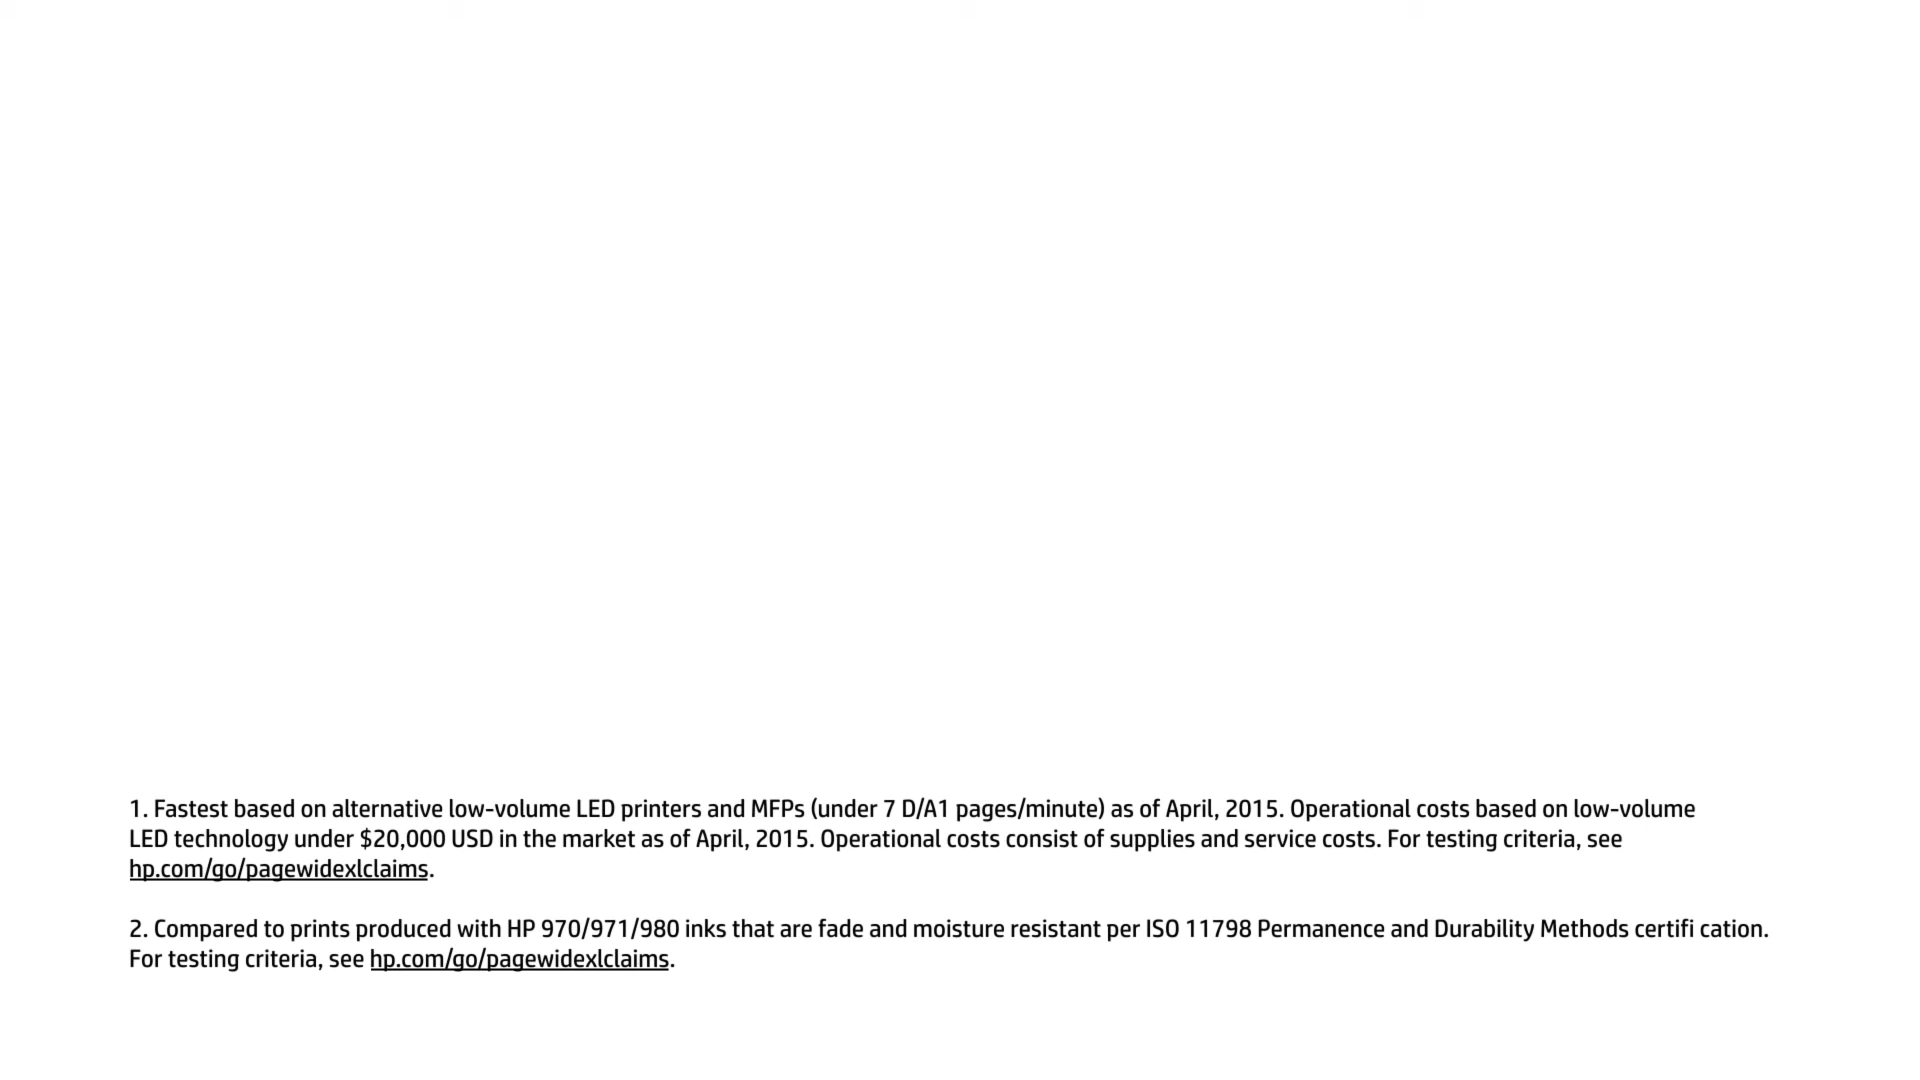 1. Fastest based on alternative low-volume LED printers and MFPs (under 7 D/A1 pages/minute) as of April, 2015. Operational costs based on low-volume
LED technology under $20,000 USD in the market as of April, 2015. Operational costs consist of supplies and service costs. For testing criteria, see
hp.com/go/pagewidexlclaims.
2. Compared to prints produced with HP 970/971/980 inks that are fade and moisture resistant per ISO 11798 Permanence and Durability Methods certifi cation.
For testing criteria, see hp.com/go/pagewidexlclaims.